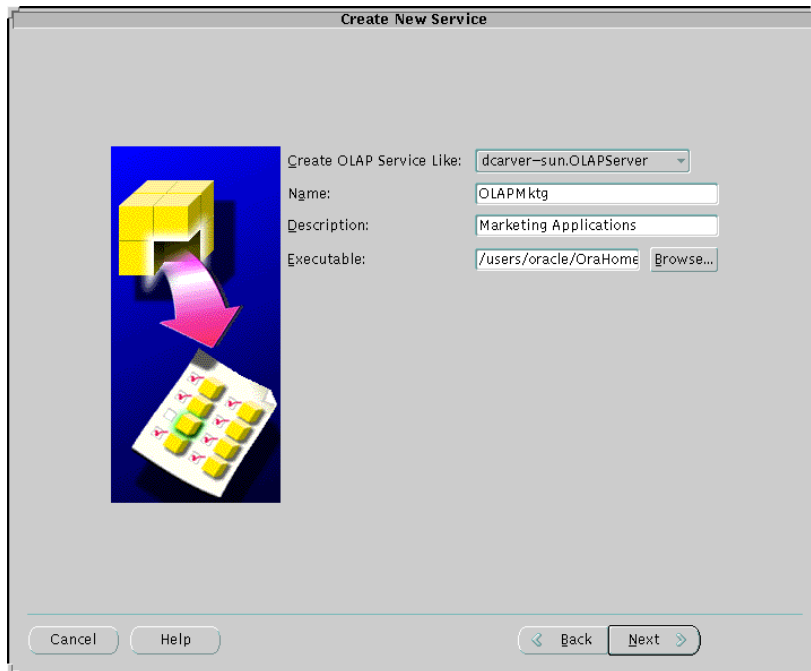 Create New Service
Create OLAP Service Like: dcarver-sun.OLAPServer
Name: OLAPMktg
Description: Marketing Applications
Executable: /users/oracle/OraHome Browse...
Cancel Help Back Next